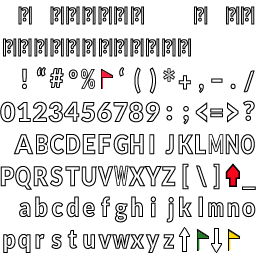 !"#%'()*+,-./
0123456789:;<=>?
ABCDEFGHIJKLMNO
PQRSTUVWXYZ[\]_
abcdefghijklmno
pqrstuvwxyz